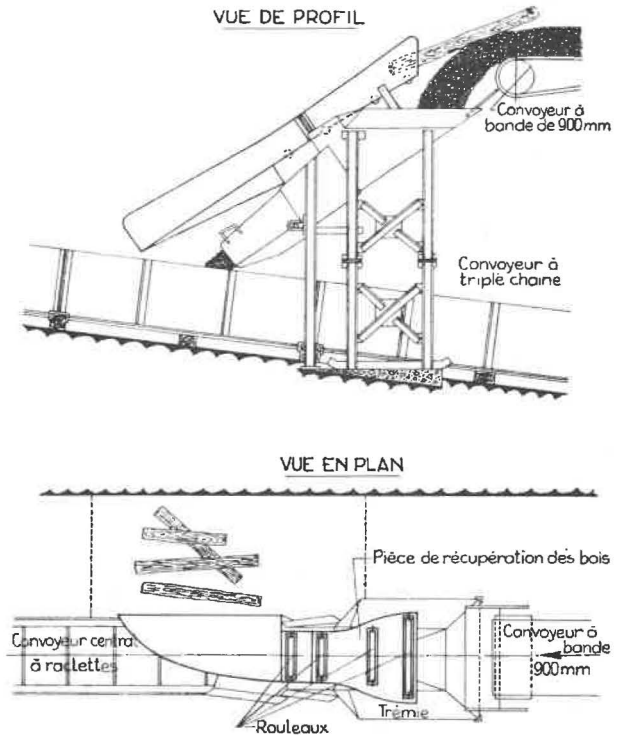 VUE DE PROFIL
Convoyeur à
bande de 900mm
Convoyeur à
triple chaine
VUE EN PLAN
Pièce de récupération des bois
Convoyeur central
à raclettes
Convoyeur à
bande
900mm
Trémie
Rouleaux